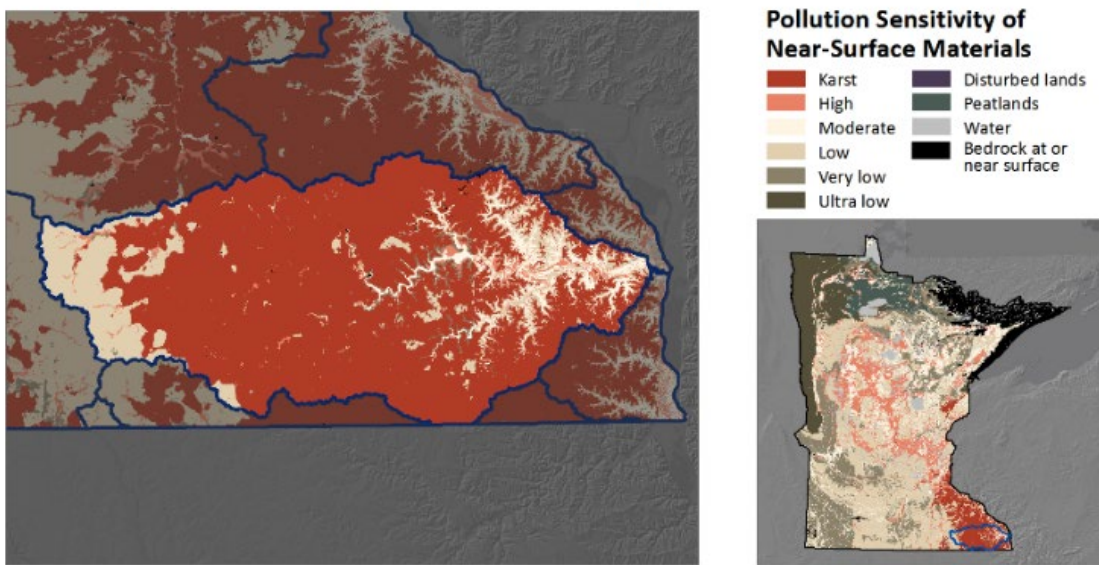 Pollution Sensitivity of
Near-Surface Materials
Karst
High
Moderate
Low
Very low
Ultra low
Disturbed lands
Peatlands
Water
Bedrock at or
near surface